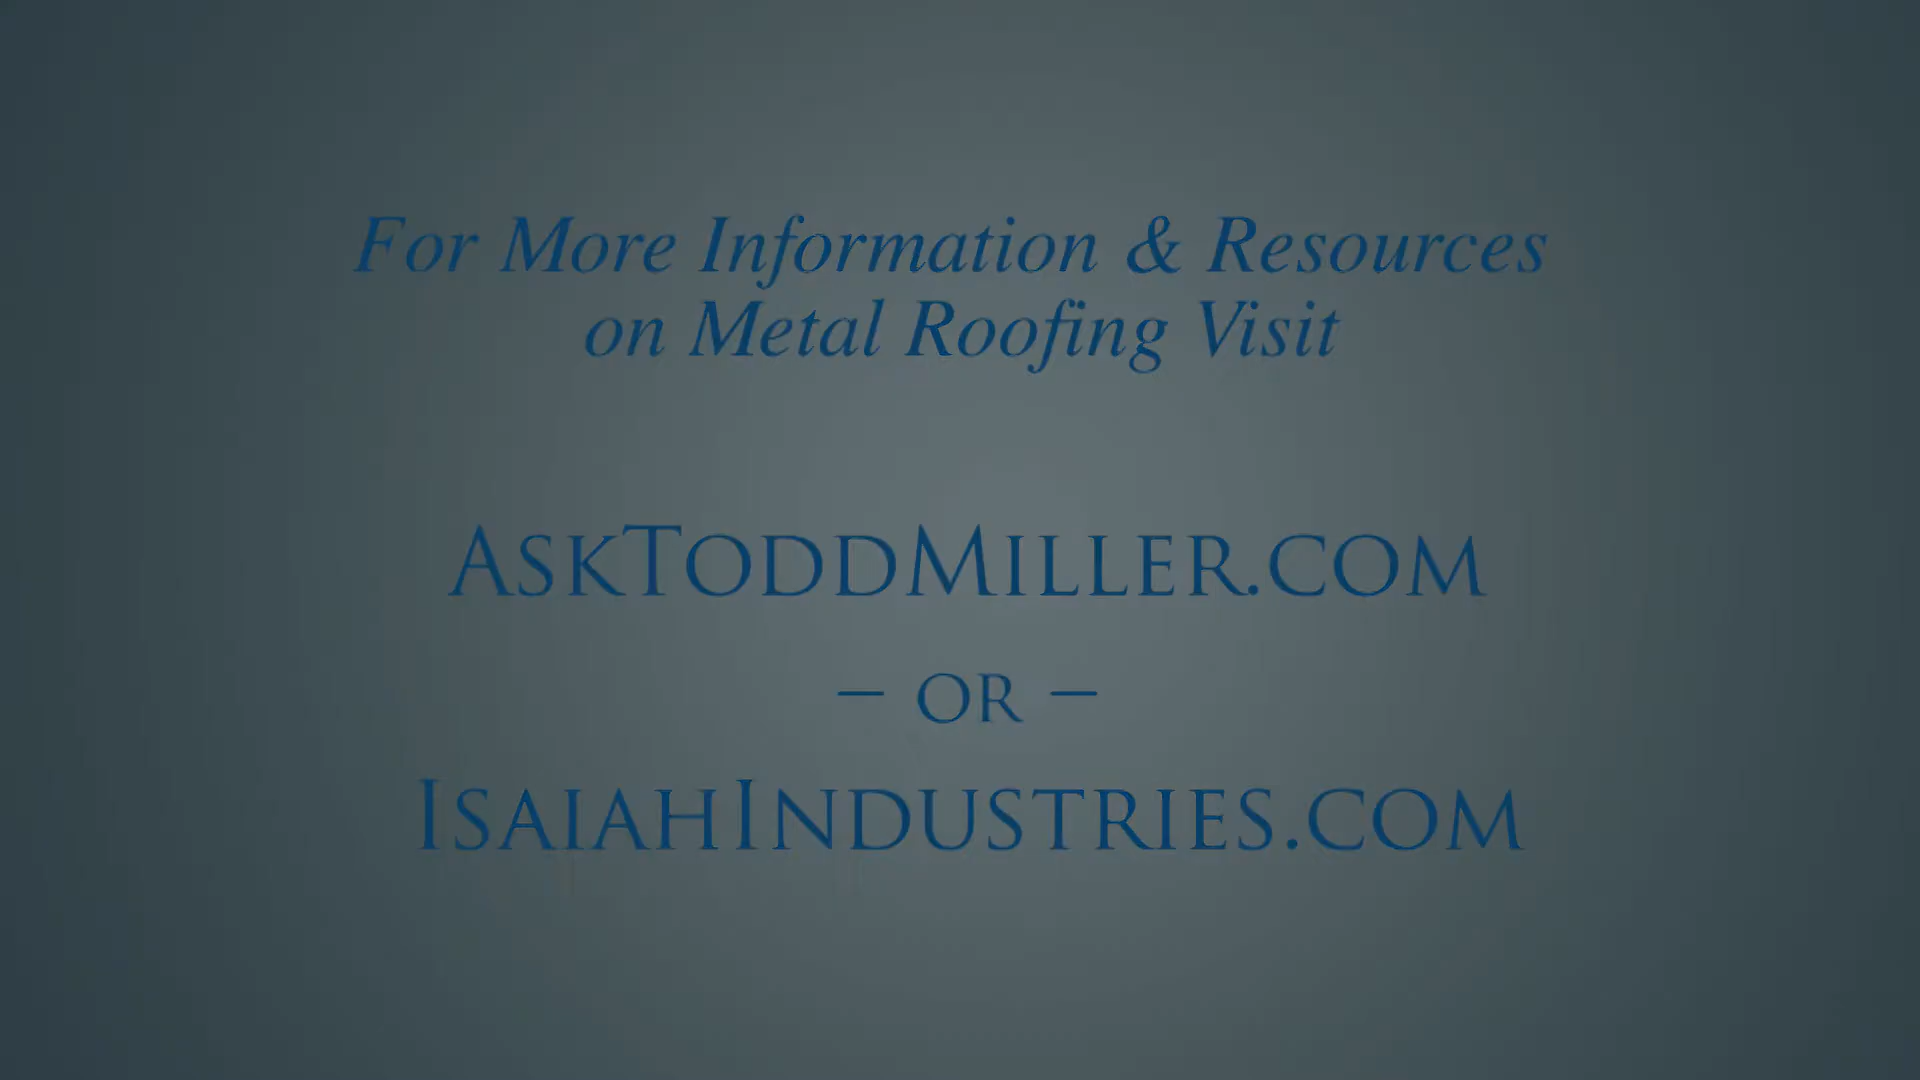 For More Information & Resources
on Metal Roofing Visit
AskToddMiller.com
– or –
IsaiahIndustries.com